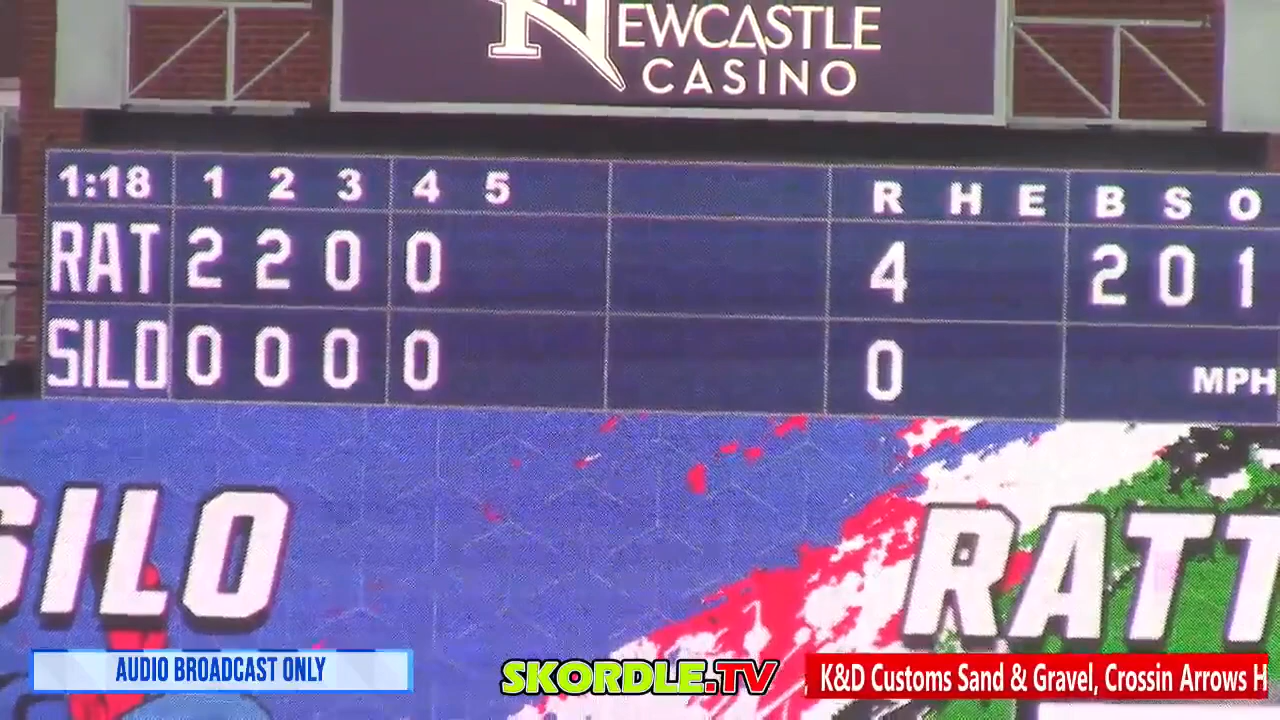 NEWCASTLE
CASINO
1:18 1 2 3 4 5 R H E B S O
RAT 2 2 0 0 4 2 0 1
SILO 0 0 0 0 0 MPH
SILO RATT
AUDIO BROADCAST ONLY
SKORDLE.TV
, K&D Customs Sand & Gravel, Crossin Arrows H